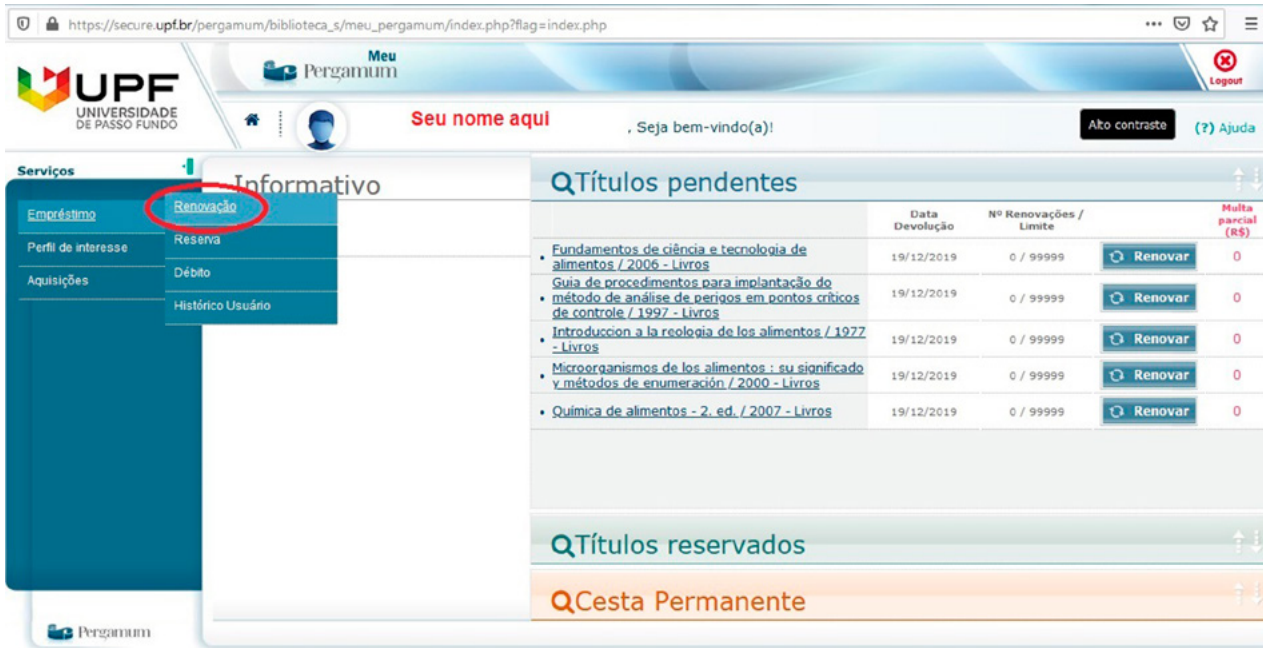 https://secure.upf.br/pergamum/biblioteca_s/meu_pergamum/index.php?flag=index.php
UPF
UNIVERSIDADE
DE PASSO FUNDO
Meu
Pergamum
Logout
Seu nome aqui
, Seja bem-vindo(a)!
Alto contraste
(?) Ajuda
Serviços
Empréstimo
Perfil de interesse
Aquisições
Renovação
Reserva
Débito
Histórico Usuário
Informativo
Títulos pendentes
Data
Devolução
Nº Renovações /
Limite
Multa
parcial
(R$)
Fundamentos de ciência e tecnologia de
alimentos / 2006 - Livros
19/12/2019 0 / 99999 Renovar 0
Guia de procedimentos para implantação do
método de análise de perigos em pontos críticos
de controle / 1997 - Livros
19/12/2019 0 / 99999 Renovar 0
Introduccion a la reologia de los alimentos / 1977
- Livros
19/12/2019 0 / 99999 Renovar 0
Microorganismos de los alimentos : su significado
y métodos de enumeración / 2000 - Livros
19/12/2019 0 / 99999 Renovar 0
Química de alimentos - 2. ed. / 2007 - Livros
19/12/2019 0 / 99999 Renovar 0
Títulos reservados
Cesta Permanente
Pergamum